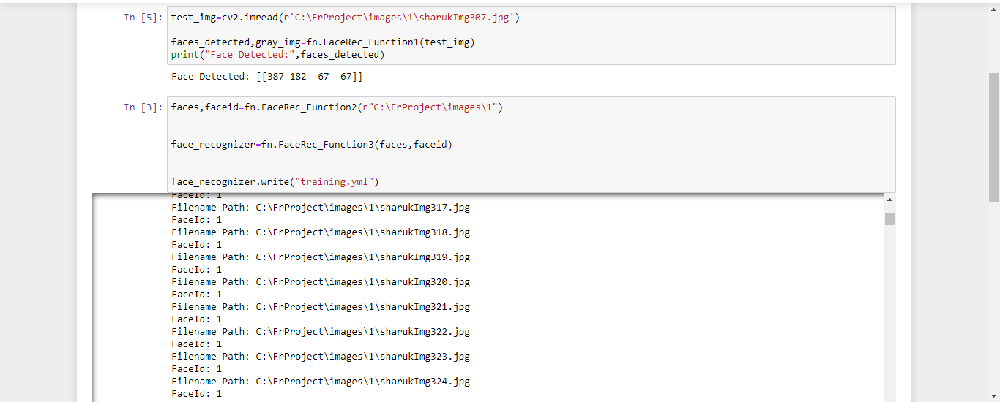 In [5]: test_img=cv2.imread(r'C:\FrProject\images\1\sharukImg307.jpg')
faces_detected,gray_img=fn.FaceRec_Function1(test_img)
print("Face Detected:",faces_detected)
Face Detected: [[387 182  67  67]]
In [3]: faces,faceid=fn.FaceRec_Function2(r"C:\FrProject\images\1")
face_recognizer=fn.FaceRec_Function3(faces,faceid)
face_recognizer.write("training.yml")
FaceId: 1
Filename Path: C:\FrProject\images\1\sharukImg317.jpg
FaceId: 1
Filename Path: C:\FrProject\images\1\sharukImg318.jpg
FaceId: 1
Filename Path: C:\FrProject\images\1\sharukImg319.jpg
FaceId: 1
Filename Path: C:\FrProject\images\1\sharukImg320.jpg
FaceId: 1
Filename Path: C:\FrProject\images\1\sharukImg321.jpg
FaceId: 1
Filename Path: C:\FrProject\images\1\sharukImg322.jpg
FaceId: 1
Filename Path: C:\FrProject\images\1\sharukImg323.jpg
FaceId: 1
Filename Path: C:\FrProject\images\1\sharukImg324.jpg
FaceId: 1